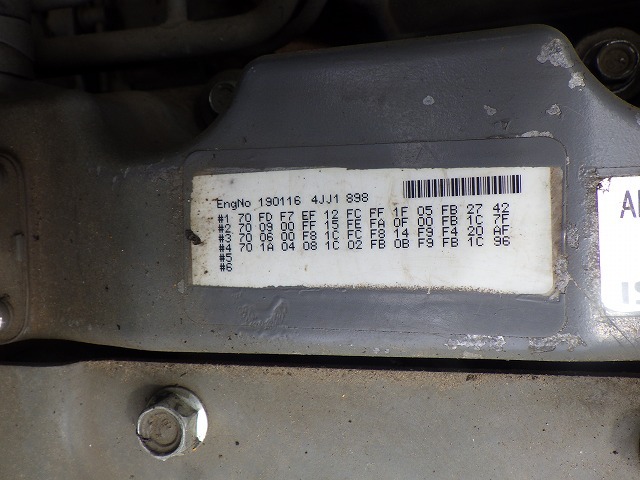 EngNo 190116 4JJ1 898
#1 70 FD F7 EF 12 FC FF 1F 05 FB 27 42
#2 70 09 00 FF 15 FE FA 0F 00 FB 1C 7F
#3 70 06 00 F8 1C FC F8 14 F9 F4 20 AF
#4 70 1A 04 08 1C 02 FB 0B F9 FB 1C 96
#5
#6